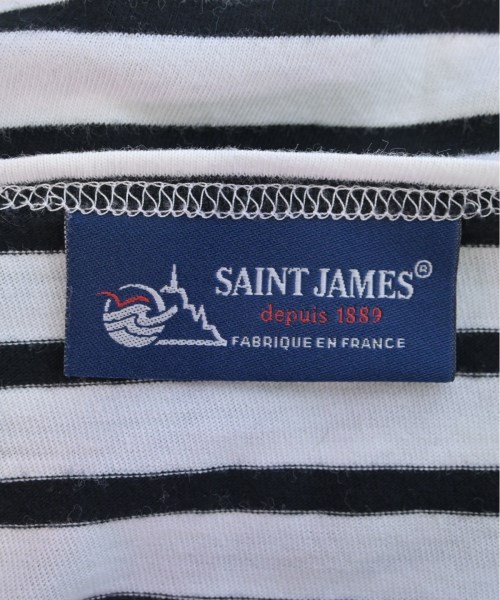 SAINT JAMES®
depuis 1889
FABRIQUE EN FRANCE